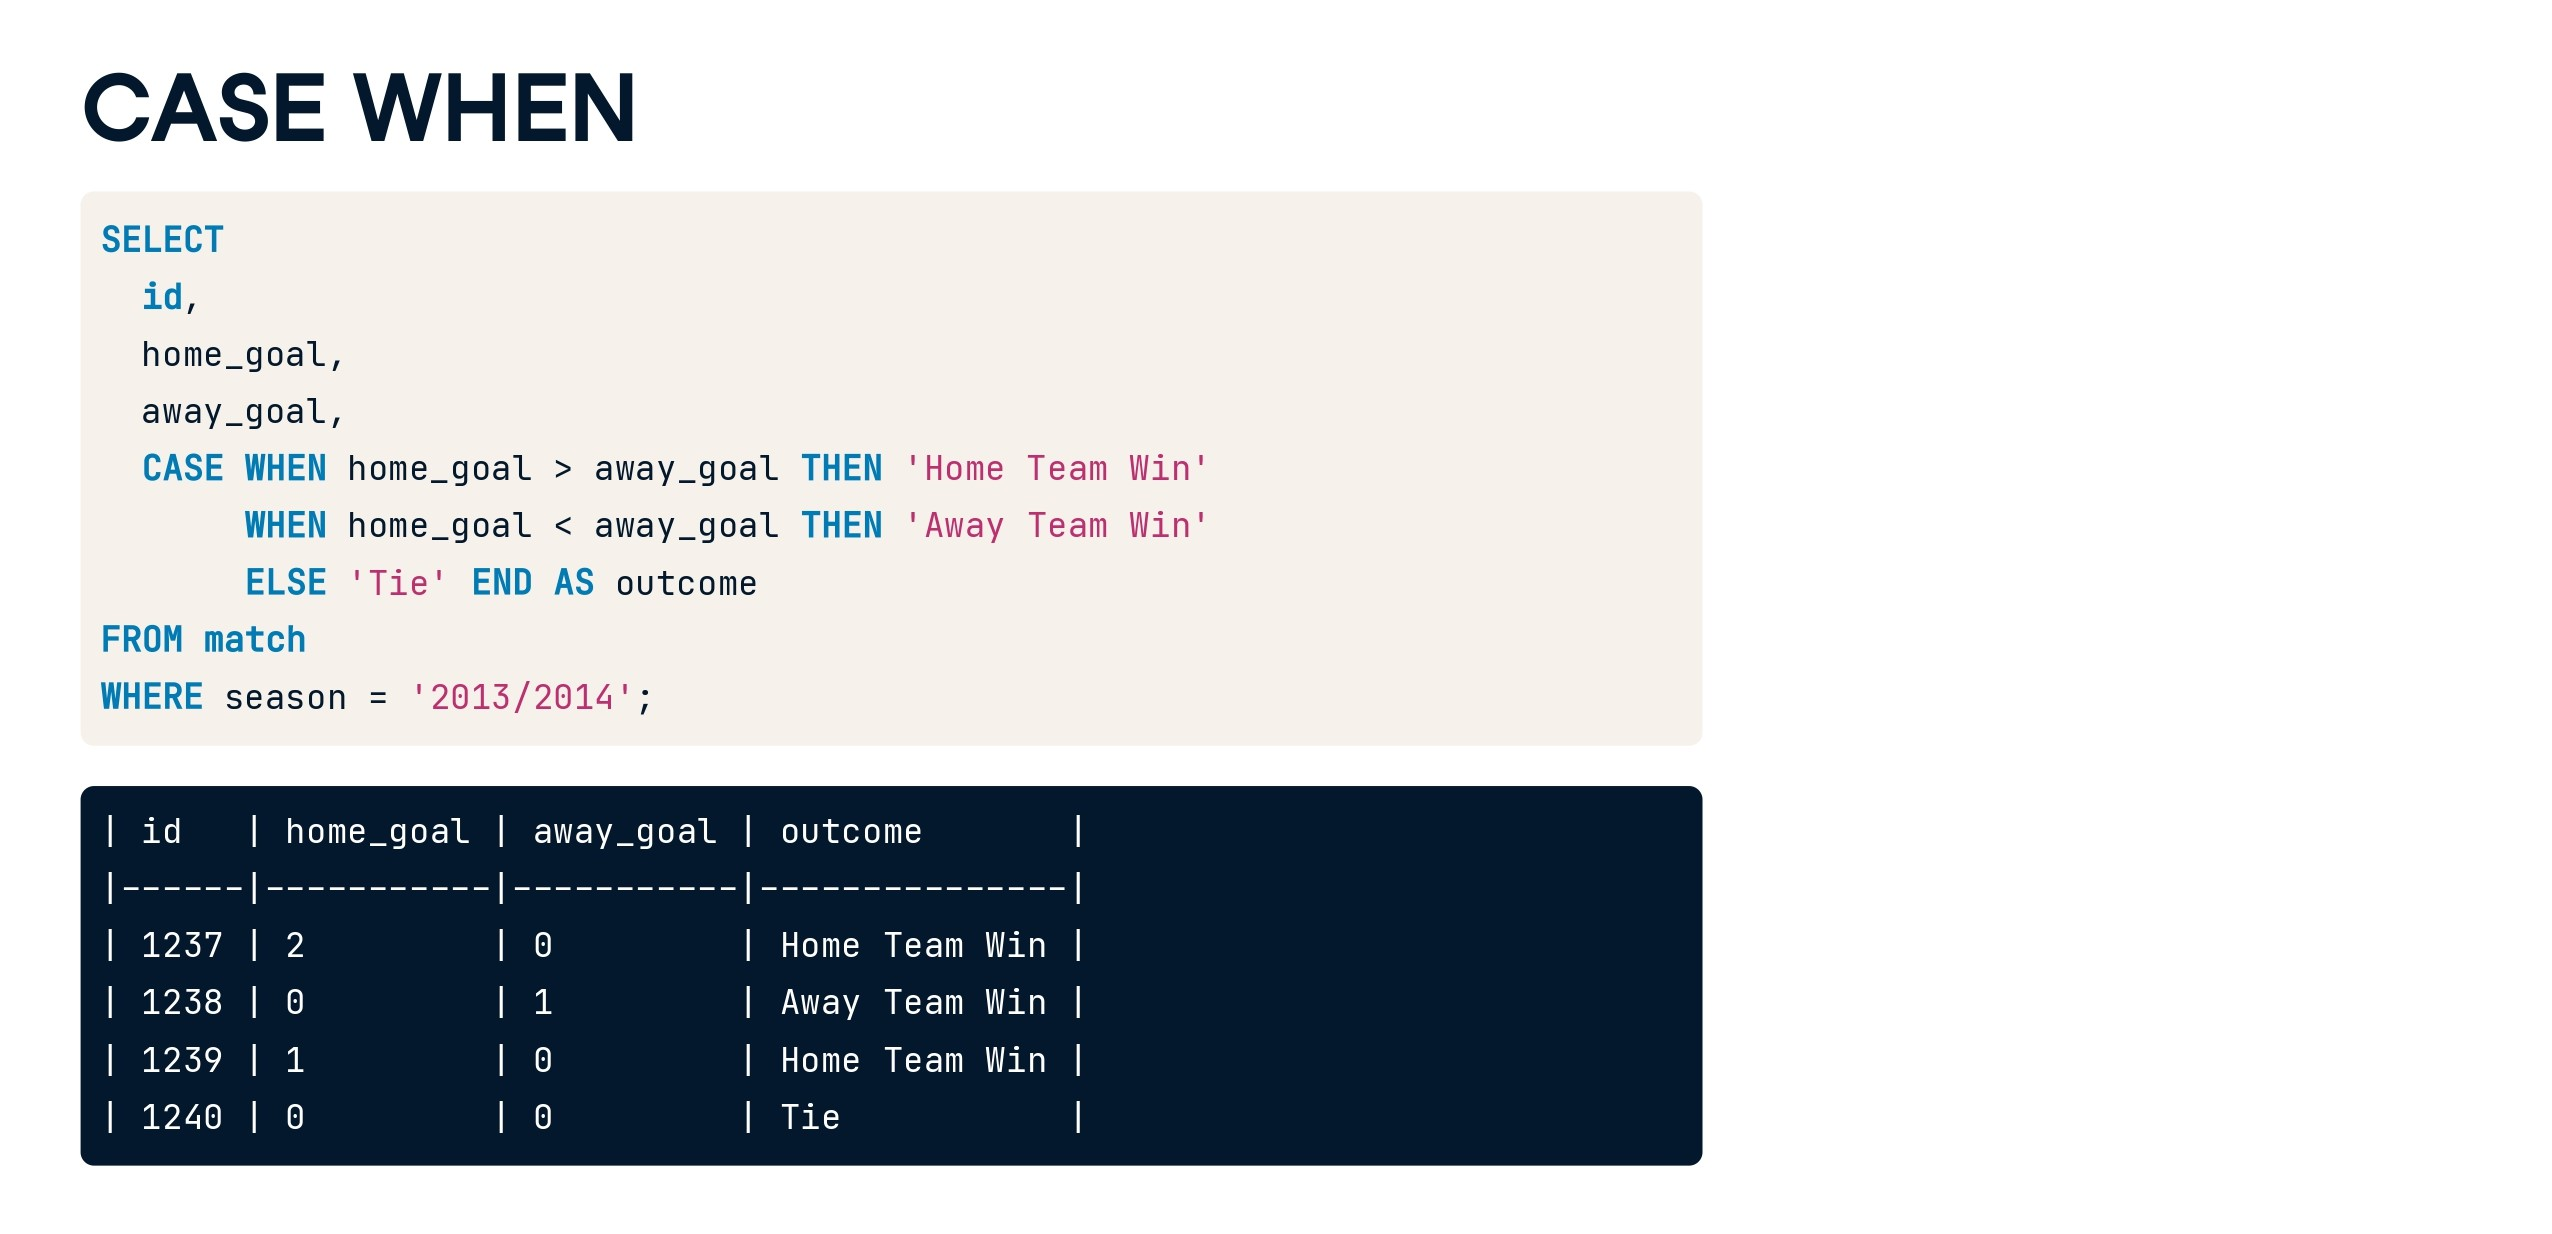 CASE WHEN
SELECT
  id,
  home_goal,
  away_goal,
  CASE WHEN home_goal > away_goal THEN 'Home Team Win'
       WHEN home_goal < away_goal THEN 'Away Team Win'
       ELSE 'Tie' END AS outcome
FROM match
WHERE season = '2013/2014';
| id   | home_goal | away_goal | outcome       |
|------|-----------|-----------|---------------|
| 1237 | 2         | 0         | Home Team Win |
| 1238 | 0         | 1         | Away Team Win |
| 1239 | 1         | 0         | Home Team Win |
| 1240 | 0         | 0         | Tie           |